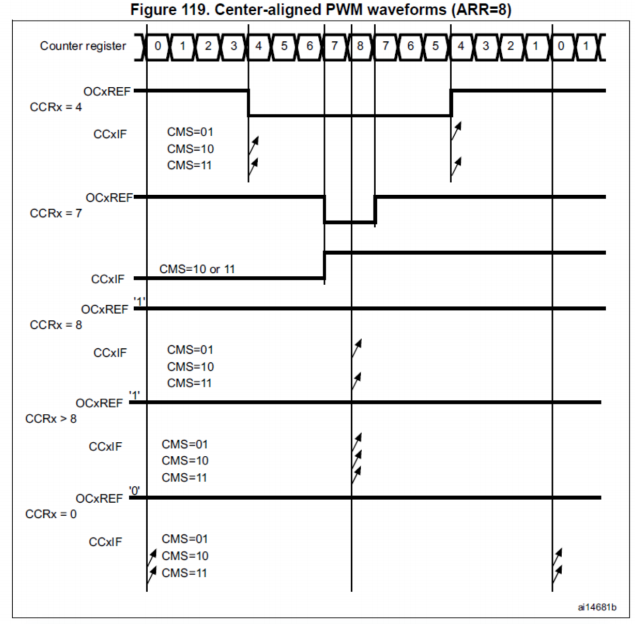 Figure 119. Center-aligned PWM waveforms (ARR=8)
Counter register 0 1 2 3 4 5 6 7 8 7 6 5 4 3 2 1 0 1
OCxREF
CCRx = 4
CCxIF CMS=01
CMS=10
CMS=11
OCxREF
CCRx = 7
CCxIF CMS=10 or 11
OCxREF '1'
CCRx = 8
CCxIF CMS=01
CMS=10
CMS=11
OCxREF '1'
CCRx > 8
CCxIF CMS=01
CMS=10
CMS=11
OCxREF '0'
CCRx = 0
CCxIF CMS=01
CMS=10
CMS=11
ai14681b